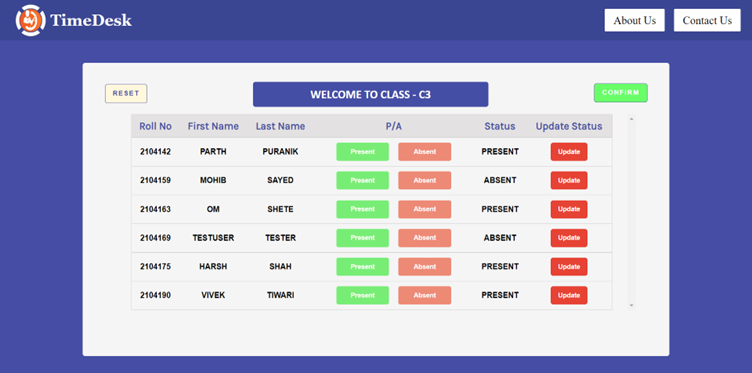 TimeDesk About Us Contact Us
RESET WELCOME TO CLASS - C3 CONFIRM
Roll No First Name Last Name P/A Status Update Status
2104142 PARTH PURANIK Present Absent PRESENT Update
2104159 MOHIB SAYED Present Absent ABSENT Update
2104163 OM SHETE Present Absent PRESENT Update
2104169 TESTUSER TESTER Present Absent ABSENT Update
2104175 HARSH SHAH Present Absent PRESENT Update
2104190 VIVEK TIWARI Present Absent PRESENT Update